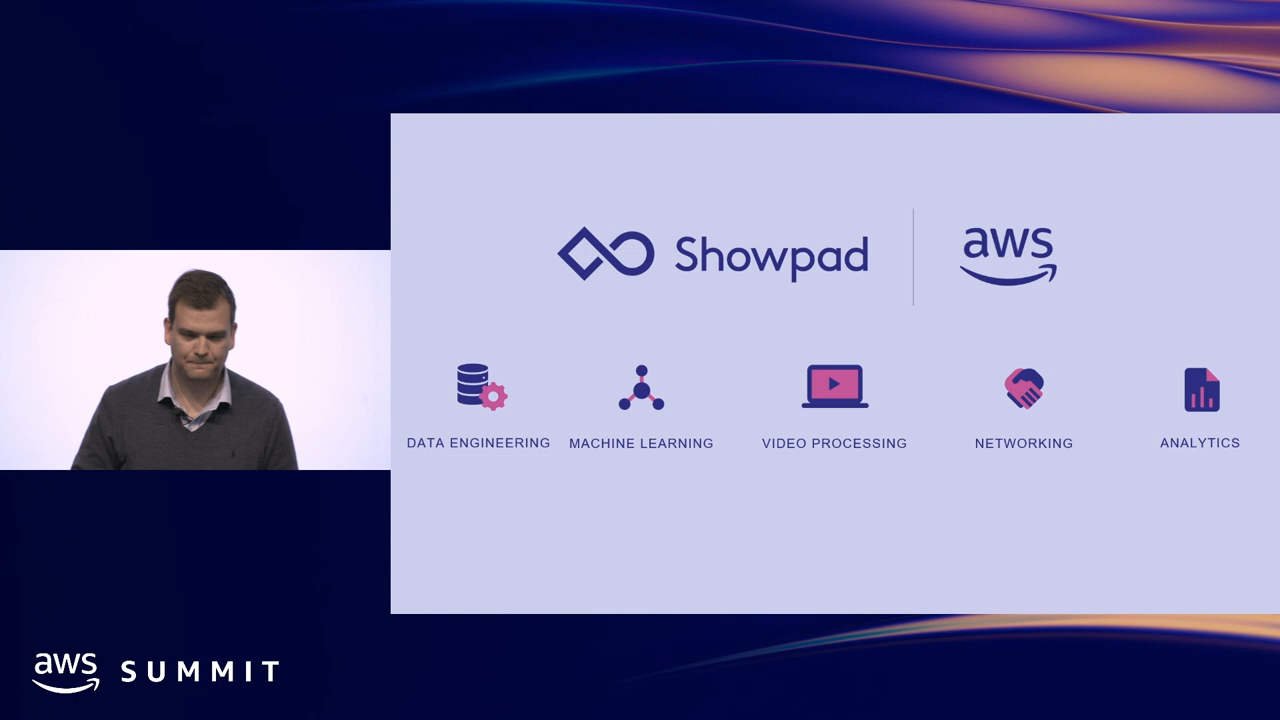 Showpad
aws
DATA ENGINEERING
MACHINE LEARNING
VIDEO PROCESSING
NETWORKING
ANALYTICS
aws SUMMIT